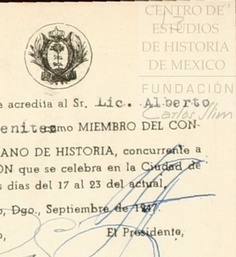 CENTRO DE
ESTUDIOS
DE HISTORIA
DE MEXICO
FUNDACIÓN
Carlos Slim
13
acredita al Sr. Lic. Alberto
como MIEMBRO DEL CON-
ANO DE HISTORIA, concurrente a
ON que se celebra en la Ciudad de
s días del 17 al 23 del actual,
o, Dgo., Septiembre de
El Presidente,